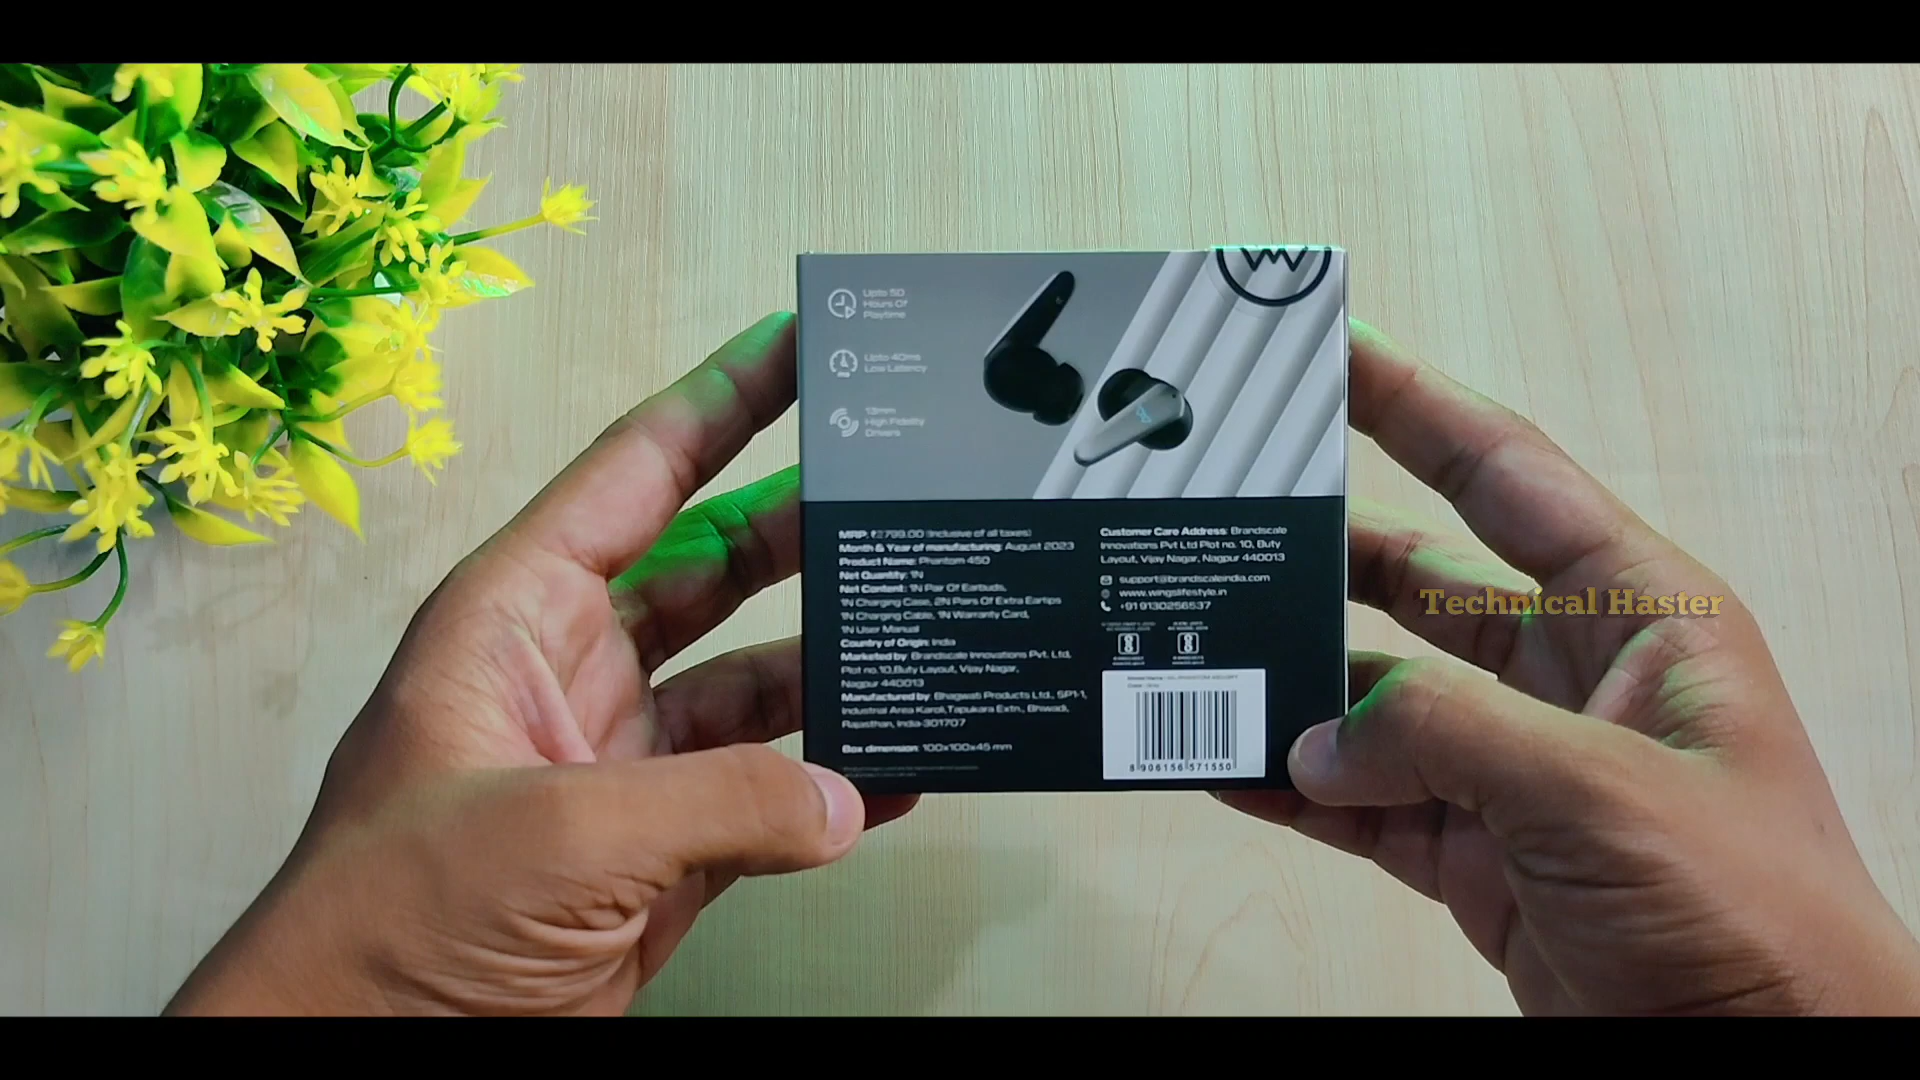 Upto 50
Hours Of
Playtime
Upto 40ms
Low Latency
13mm
High Fidelity
Drivers
MRP: ₹2799.00 (Inclusive of all taxes)
Month & Year of manufacturing: August 2023
Product Name: Phantom 450
Net Quantity: 1N
Net Content: 1N Pair Of Earbuds,
1N Charging Case, 2N Pairs Of Extra Eartips
1N Charging Cable, 1N Warranty Card,
1N User Manual
Country of Origin: India
Marketed by: Brandscale Innovations Pvt. Ltd,
Plot no.10,Buty Layout, Vijay Nagar,
Nagpur 440013
Manufactured by: Bhagwati Products Ltd., SP1-1,
Industrial Area Karoli,Tapukara Extn., Bhiwadi,
Rajasthan, India-301707
Box dimension: 100x100x45 mm
Customer Care Address: Brandscale
Innovations Pvt Ltd Plot no. 10, Buty
Layout, Vijay Nagar, Nagpur 440013
support@brandscaleindia.com
www.wingslifestyle.in
+91 9130256537
8 906156 571550
Technical Haster